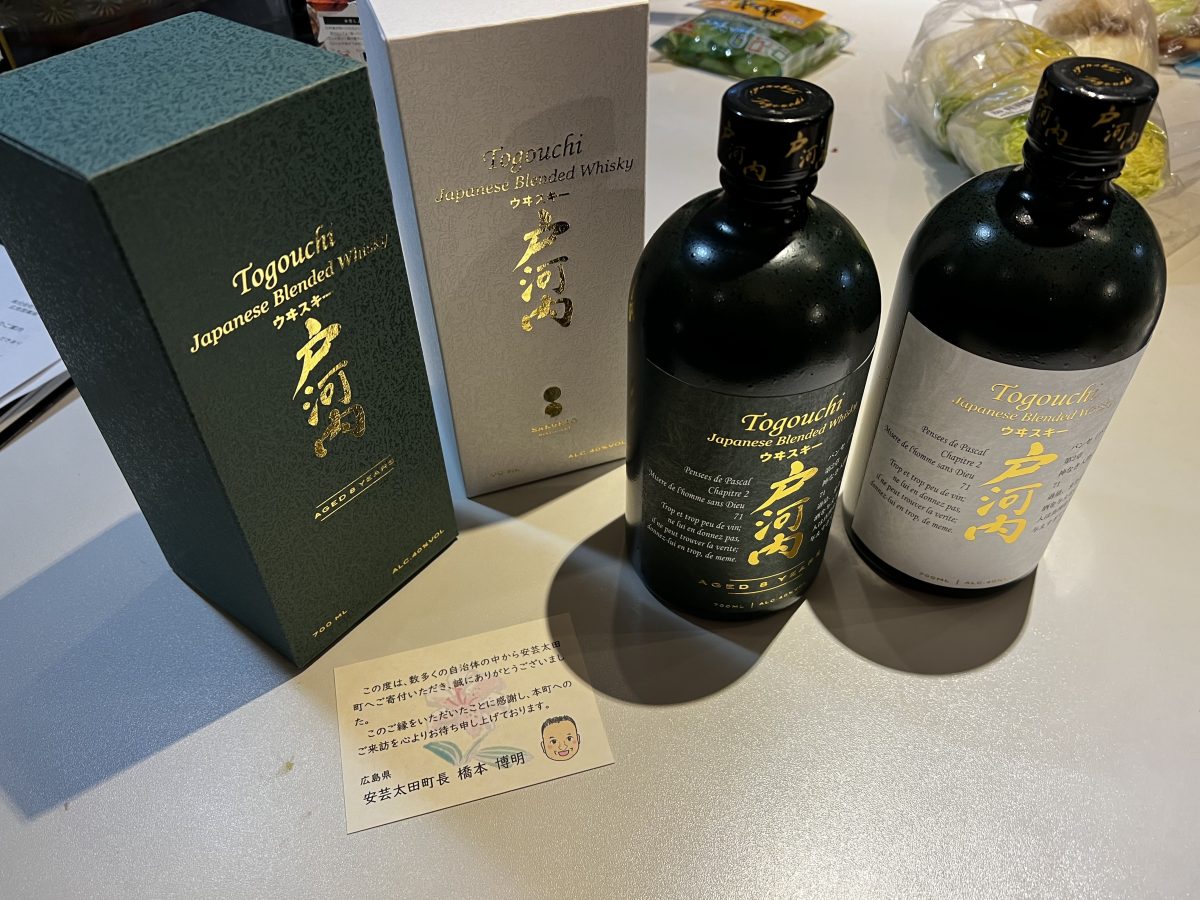 Togouchi
Japanese Blended Whisky
ウヰスキー
戸河内
AGED 8 YEARS
700 ML
ALC 40%VOL
Togouchi
Japanese Blended Whisky
ウヰスキー
戸河内
ALC 40%VOL
戸河内
Togouchi
Japanese Blended Whisky
ウヰスキー
Pensees de Pascal
Chapitre 2
Misere de l'homme sans Dieu
71
Trop et trop peu de vin;
ne lui en donnez pas,
il ne peut trouver la verite;
donnez-lui en trop, de meme.
戸河内
AGED 8 YEARS
700ML
戸河内
Togouchi
Japanese Blended Whisky
ウヰスキー
Pensees de Pascal
Chapitre 2
Misere de l'homme sans Dieu
71
Trop et trop peu de vin;
ne lui en donnez pas,
il ne peut trouver la verite;
donnez-lui en trop, de meme.
戸河内
700ML
この度は、数多くの自治体の中から安芸太田
町へご寄付いただき、誠にありがとうございまし
た。
このご縁をいただいたことに感謝し、本町への
ご来訪を心よりお待ち申し上げております。
広島県
安芸太田町長 橋本 博明